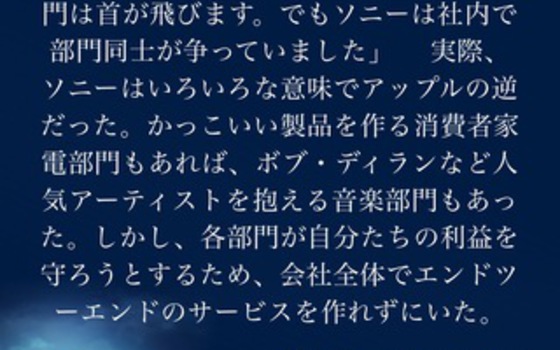 門は首が飛びます。でもソニーは社内で
部門同士が争っていました」　実際、
ソニーはいろいろな意味でアップルの逆
だった。かっこいい製品を作る消費者家
電部門もあれば、ボブ・ディランなど人
気アーティストを抱える音楽部門もあっ
た。しかし、各部門が自分たちの利益を
守ろうとするため、会社全体でエンドツ
ーエンドのサービスを作れずにいた。